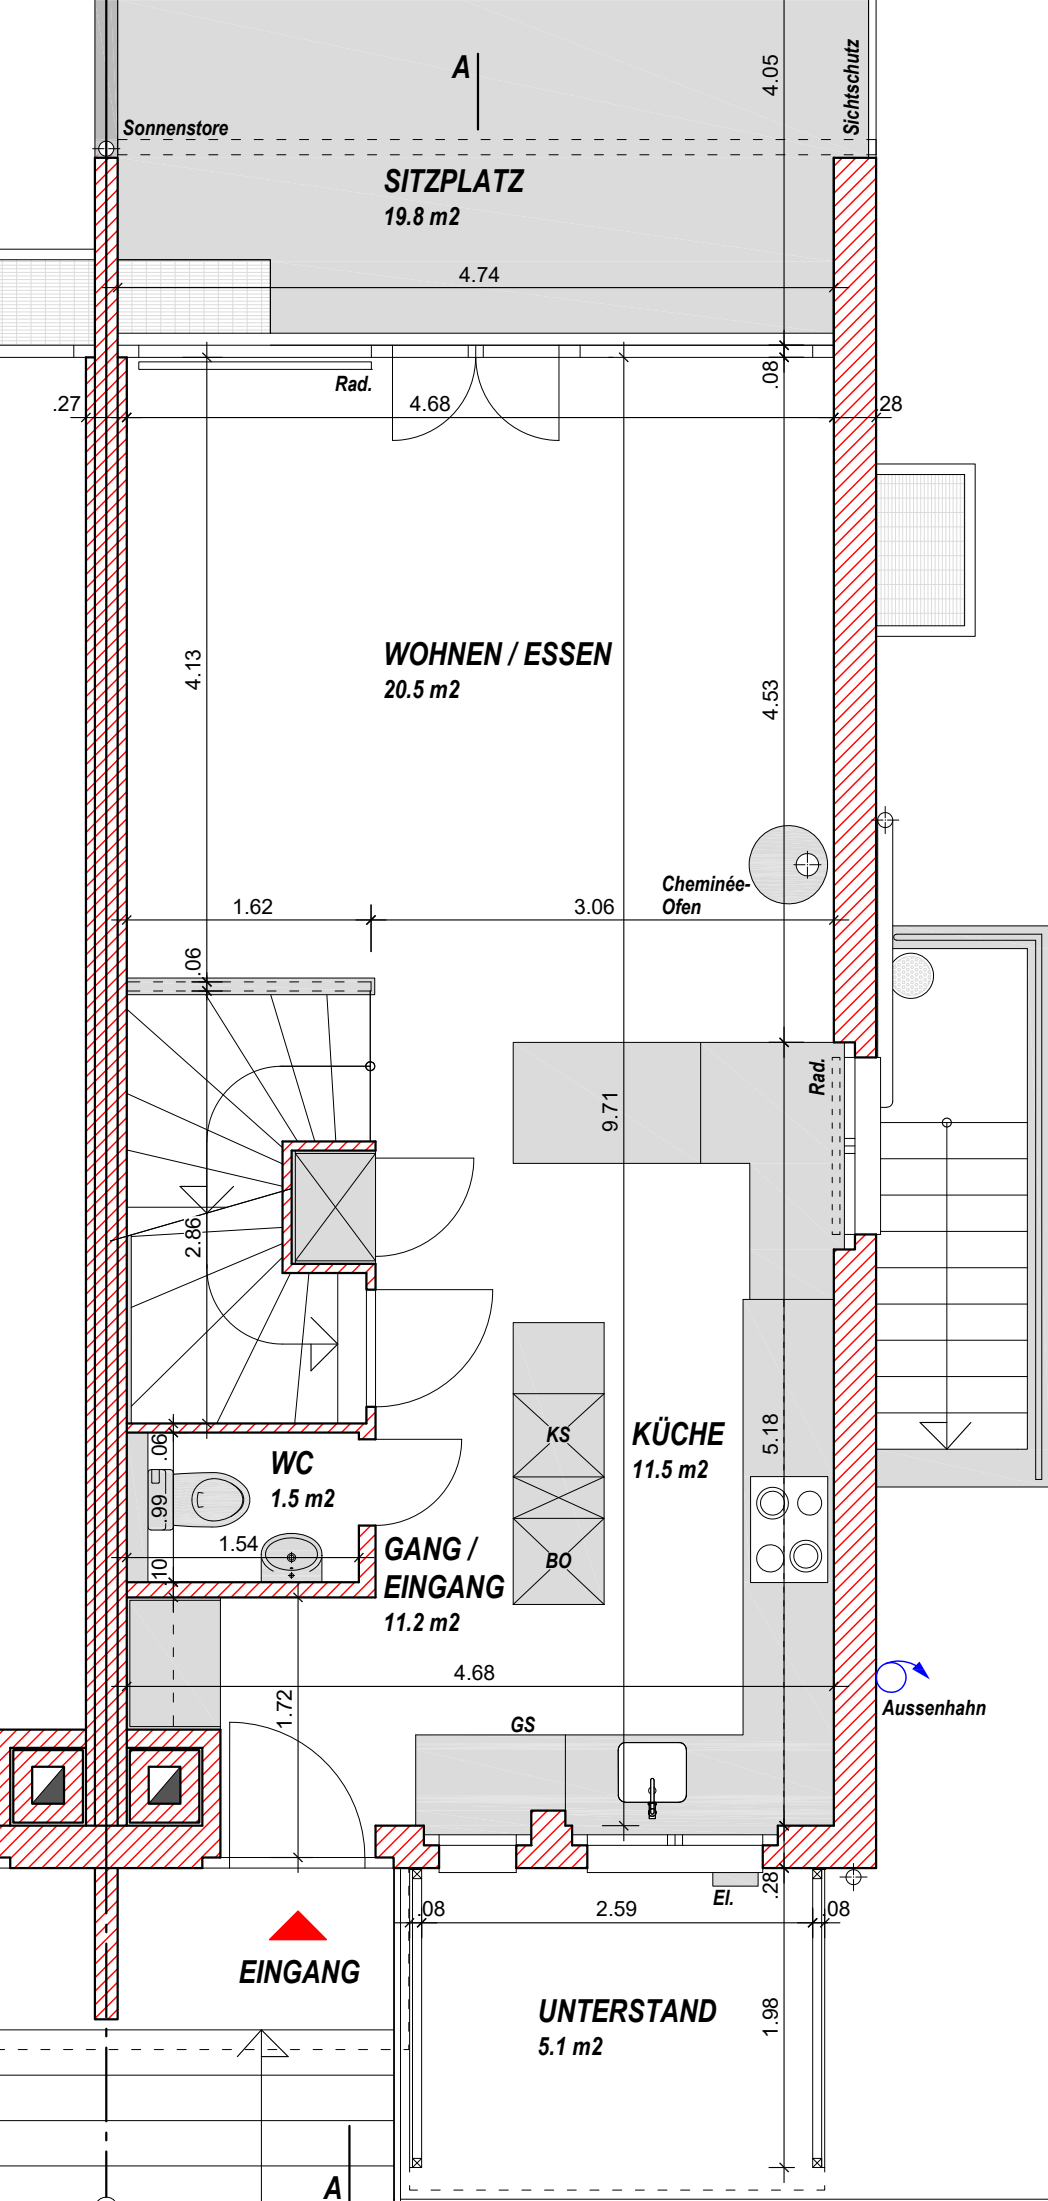 A
4.05
Sichtschutz
Sonnenstore
SITZPLATZ
19.8 m2
4.74
Rad.
.08
.27
4.68
.28
WOHNEN / ESSEN
20.5 m2
4.13
4.53
Cheminée-
Ofen
1.62
3.06
.06
Rad.
9.71
2.86
KS
KÜCHE
11.5 m2
5.18
.06
WC
1.5 m2
.99
1.54
.10
GANG /
EINGANG
11.2 m2
BO
4.68
1.72
GS
Aussenhahn
.28
El.
.08
2.59
.08
EINGANG
UNTERSTAND
5.1 m2
1.98
A